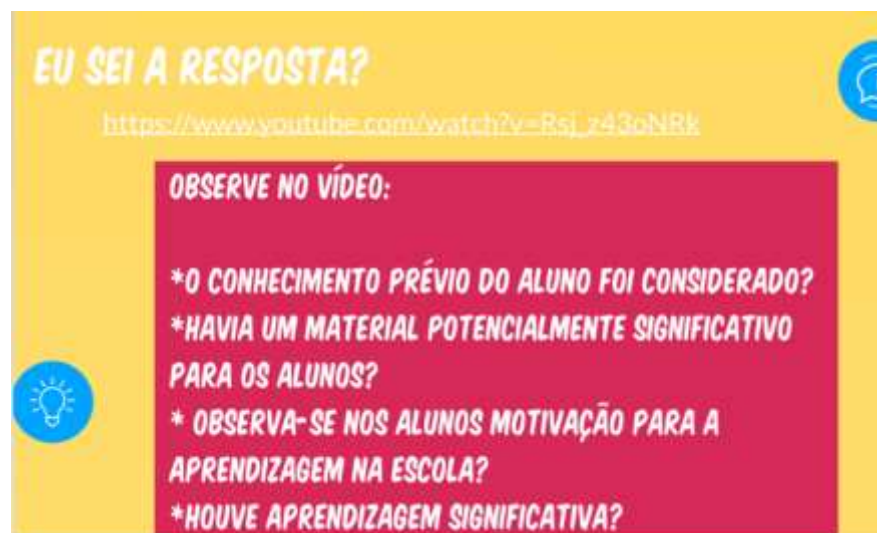 EU SEI A RESPOSTA?
https://www.youtube.com/watch?v=Rsj_z43oNRk
OBSERVE NO VÍDEO:
*O CONHECIMENTO PRÉVIO DO ALUNO FOI CONSIDERADO?
*HAVIA UM MATERIAL POTENCIALMENTE SIGNIFICATIVO
PARA OS ALUNOS?
* OBSERVA-SE NOS ALUNOS MOTIVAÇÃO PARA A
APRENDIZAGEM NA ESCOLA?
*HOUVE APRENDIZAGEM SIGNIFICATIVA?